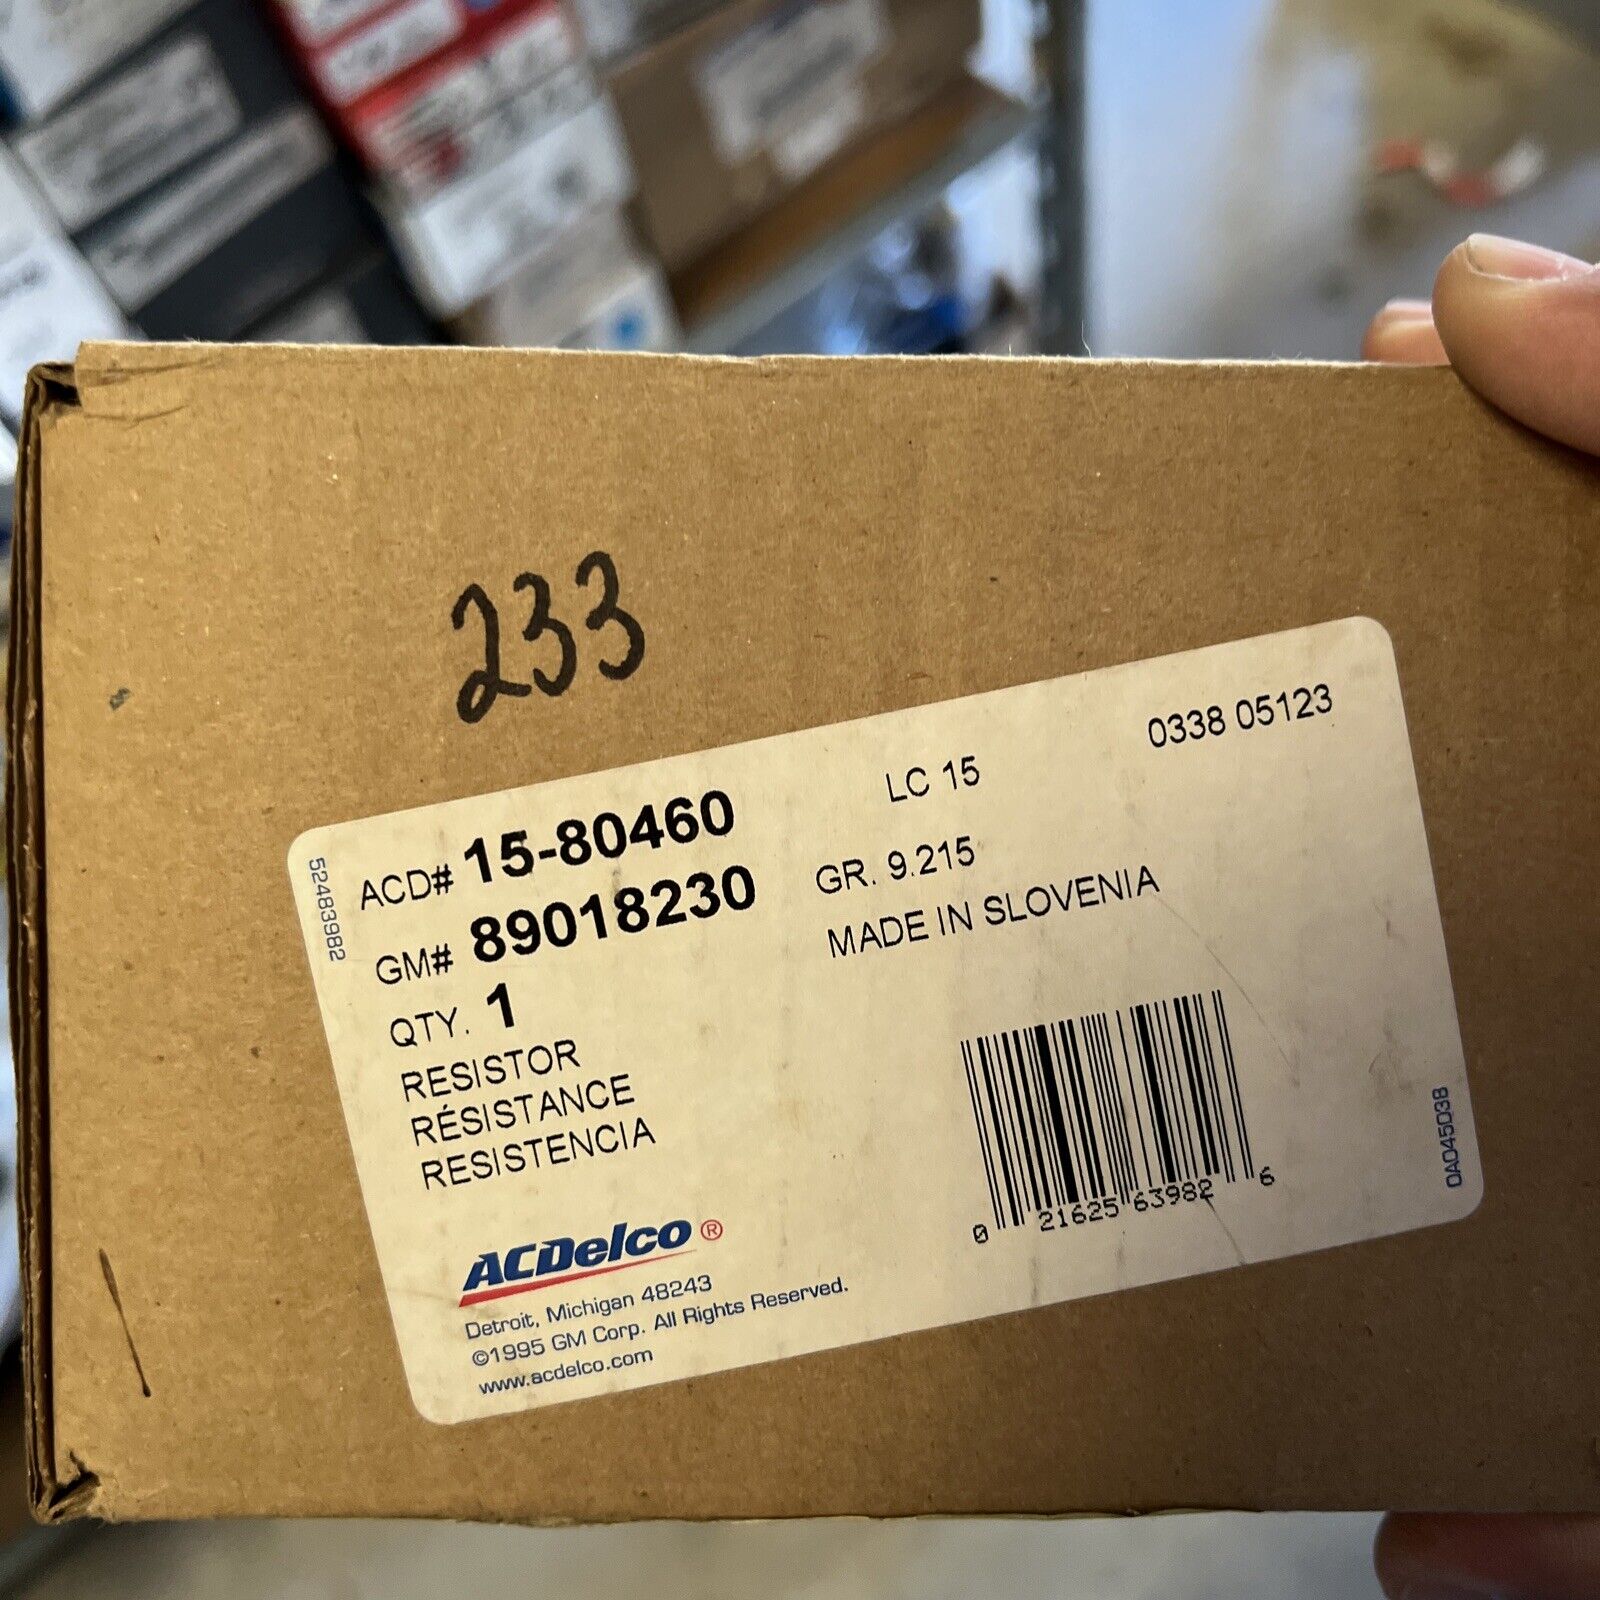 233
0338 05123
LC 15
ACD# 15-80460
GR. 9.215
GM# 89018230
MADE IN SLOVENIA
QTY. 1
RESISTOR
RÉSISTANCE
RESISTENCIA
52483982
0AD45D3B
0 21625 63982 6
ACDelco®
Detroit, Michigan 48243
©1995 GM Corp. All Rights Reserved.
www.acdelco.com